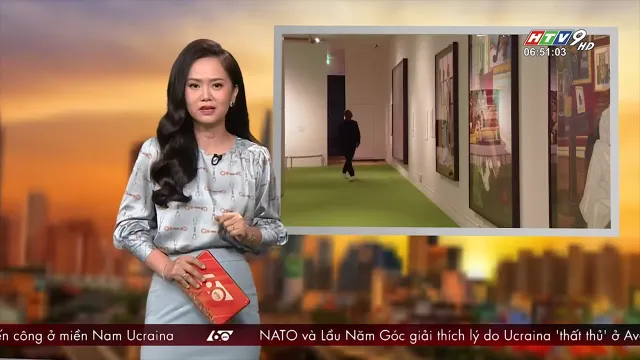 HTV9 HD
06:51:03
ến công ở miền Nam Ucraina 60 NATO và Lầu Năm Góc giải thích lý do Ucraina 'thất thủ' ở Av